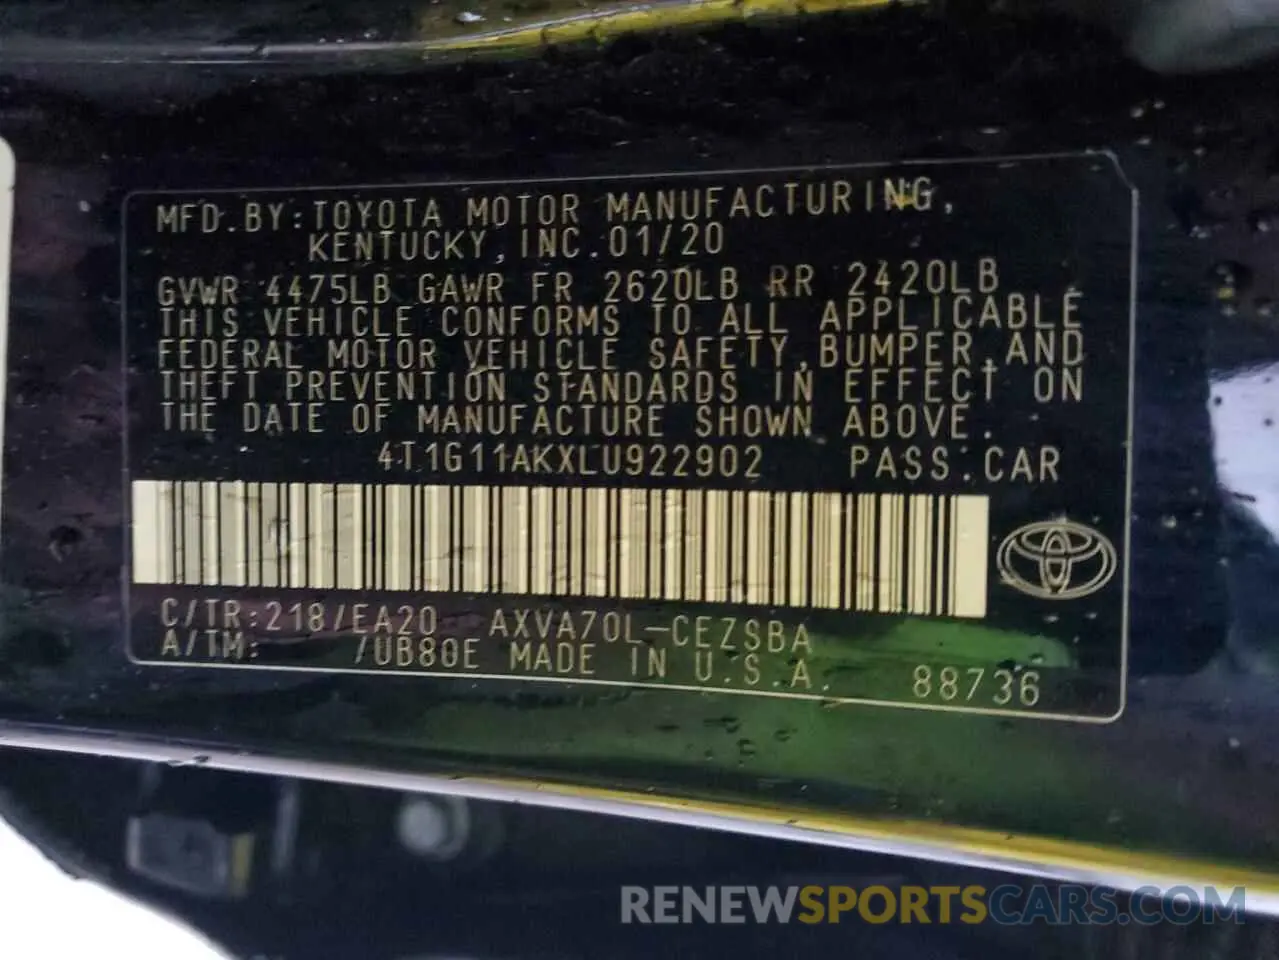 MFD.BY:TOYOTA MOTOR MANUFACTURING,
KENTUCKY,INC.01/20
GVWR 4475LB GAWR FR 2620LB RR 2420LB
THIS VEHICLE CONFORMS TO ALL APPLICABLE
FEDERAL MOTOR VEHICLE SAFETY,BUMPER,AND
THEFT PREVENTION STANDARDS IN EFFECT ON
THE DATE OF MANUFACTURE SHOWN ABOVE.
4T1G11AKXLU922902 PASS.CAR
C/TR:218/EA20 AXVA70L-CEZSBA
A/TM: /UB80E MADE IN U.S.A. 88736
RENEWSPORTSCARS.COM